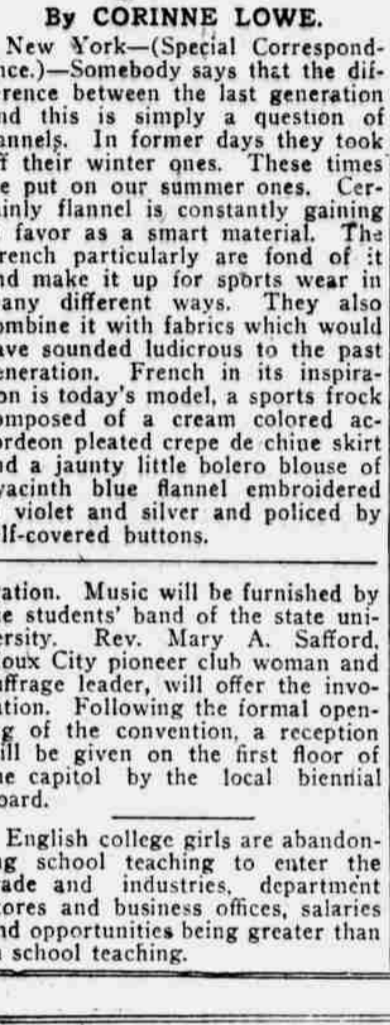 By CORINNE LOWE.
New York—(Special Correspond-
nce.)—Somebody says that the dif-
rence between the last generation
nd this is simply a question of
annels. In former days they took
ff their winter ones. These times
e put on our summer ones. Cer-
ainly flannel is constantly gaining
favor as a smart material. The
rench particularly are fond of it
nd make it up for sports wear in
any different ways. They also
ombine it with fabrics which would
ave sounded ludicrous to the past
eneration. French in its inspira-
on is today's model, a sports frock
omposed of a cream colored ac-
ordeon pleated crepe de chine skirt
nd a jaunty little bolero blouse of
yacinth blue flannel embroidered
violet and silver and policed by
lf-covered buttons.
ation. Music will be furnished by
e students' band of the state uni-
ersity. Rev. Mary A. Safford,
oux City pioneer club woman and
uffrage leader, will offer the invo-
ation. Following the formal open-
g of the convention, a reception
ill be given on the first floor of
he capitol by the local biennial
oard.
English college girls are abandon-
ng school teaching to enter the
rade and industries, department
tores and business offices, salaries
nd opportunities being greater than
n school teaching.